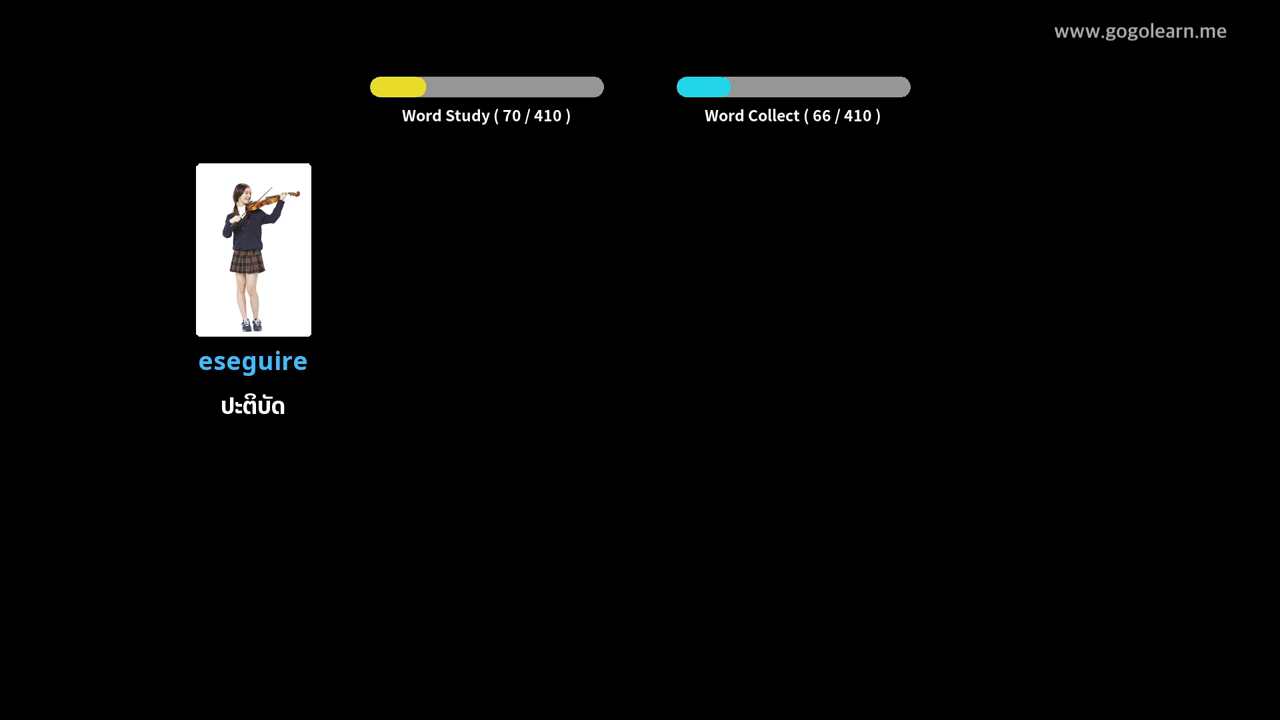 www.gogolearn.me
Word Study ( 70 / 410 )
Word Collect ( 66 / 410 )
eseguire
ปะติบัด